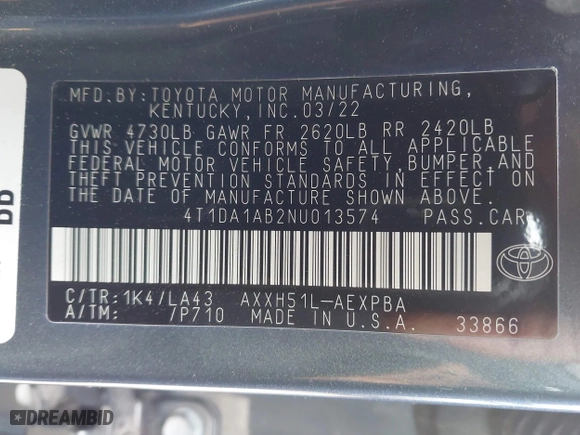 MFD. BY: TOYOTA MOTOR MANUFACTURING,
KENTUCKY, INC. 03/22
GVWR 4730LB GAWR FR 2620LB RR 2420LB
THIS VEHICLE CONFORMS TO ALL APPLICABLE
FEDERAL MOTOR VEHICLE SAFETY, BUMPER, AND
THEFT PREVENTION STANDARDS IN EFFECT ON
THE DATE OF MANUFACTURE SHOWN ABOVE.
4T1DA1AB2NU013574 PASS. CAR
C/TR: 1K4/LA43 AXXH51L-AEXPBA
A/TM: /P710 MADE IN U.S.A. 33866
DREAMBID